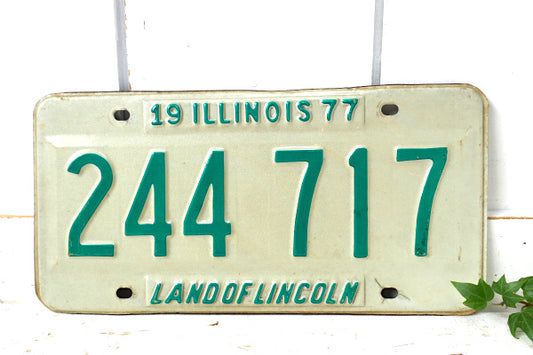 19 ILLINOIS 77
244 717
LAND OF LINCOLN